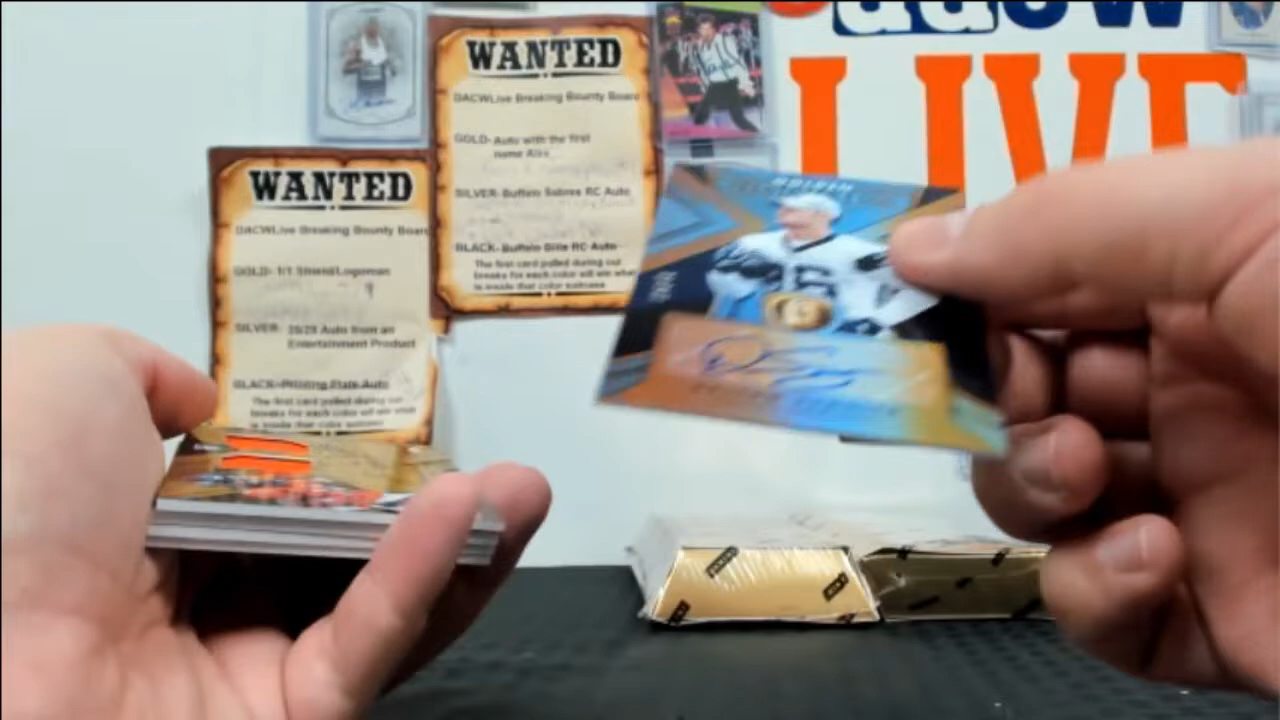 DACW
LIVE
WANTED
DACWLive Breaking Bounty Board
GOLD- Auto with the first
name Alex
SILVER- Buffalo Sabres RC Auto
BLACK- Buffalo Bills RC Auto
The first card pulled during our
breaks for each color will win what
is inside that color suitcase
WANTED
DACWLive Breaking Bounty Board
GOLD- 1/1 Shield/Logoman
SILVER- 25/25 Auto from an
Entertainment Product
BLACK- Printing Plate Auto
The first card pulled during our
breaks for each color will win what
is inside that color suitcase
ORIGIN